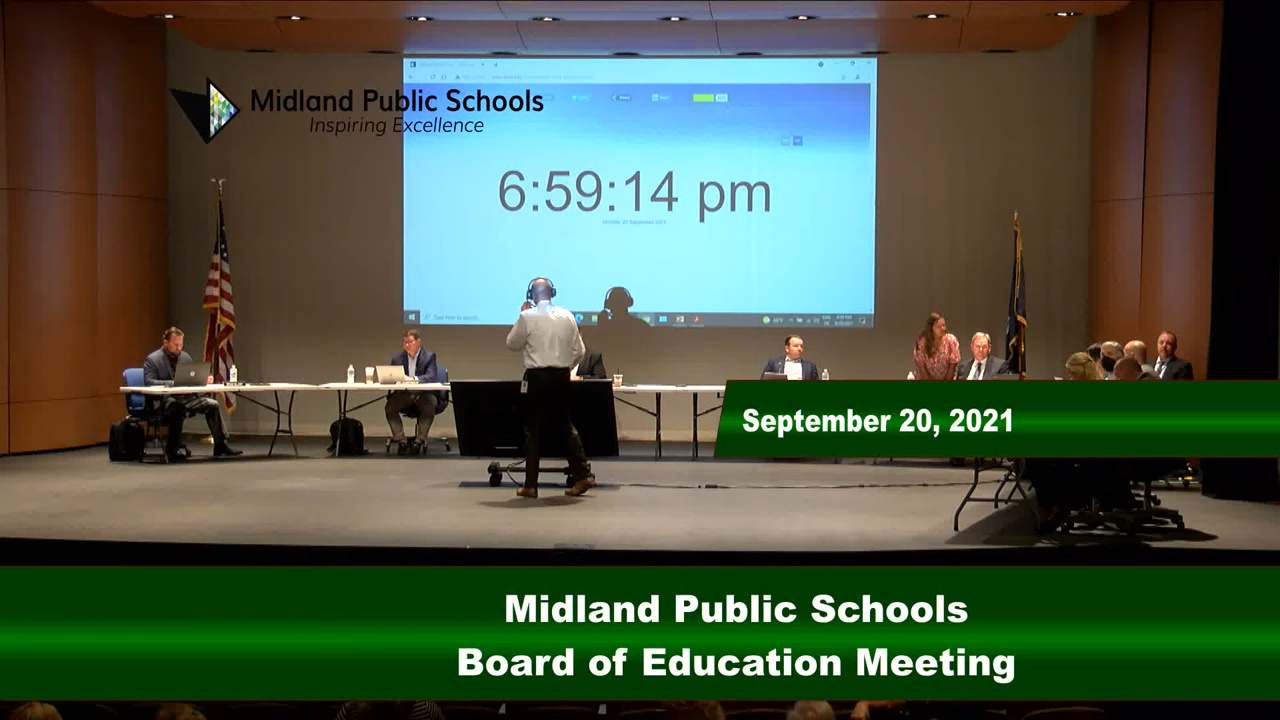 Midland Public Schools
Inspiring Excellence
6:59:14 pm
September 20, 2021
Midland Public Schools
Board of Education Meeting